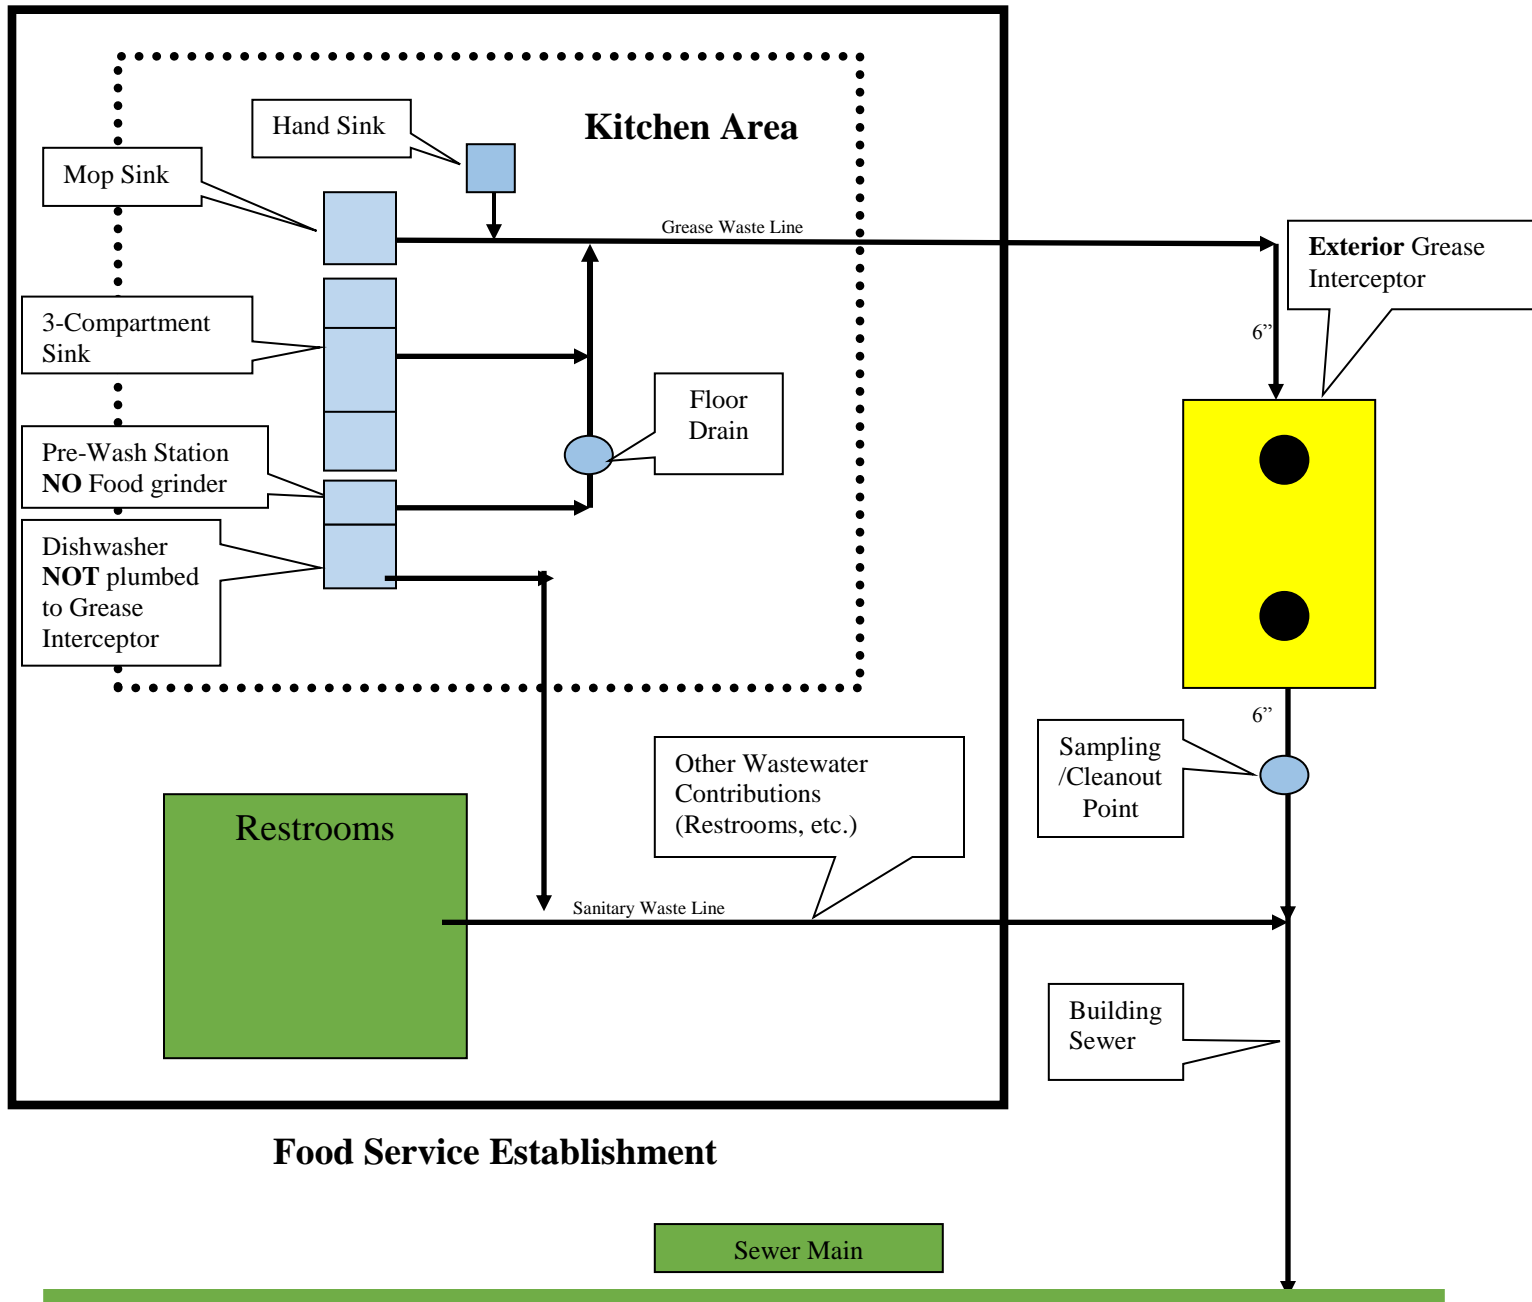 Kitchen Area
Hand Sink
Mop Sink
Grease Waste Line
Exterior Grease
Interceptor
3-Compartment
Sink
6”
Floor
Drain
Pre-Wash Station
NO Food grinder
Dishwasher
NOT plumbed
to Grease
Interceptor
6”
Sampling
/Cleanout
Point
Other Wastewater
Contributions
(Restrooms, etc.)
Restrooms
Sanitary Waste Line
Building
Sewer
Food Service Establishment
Sewer Main